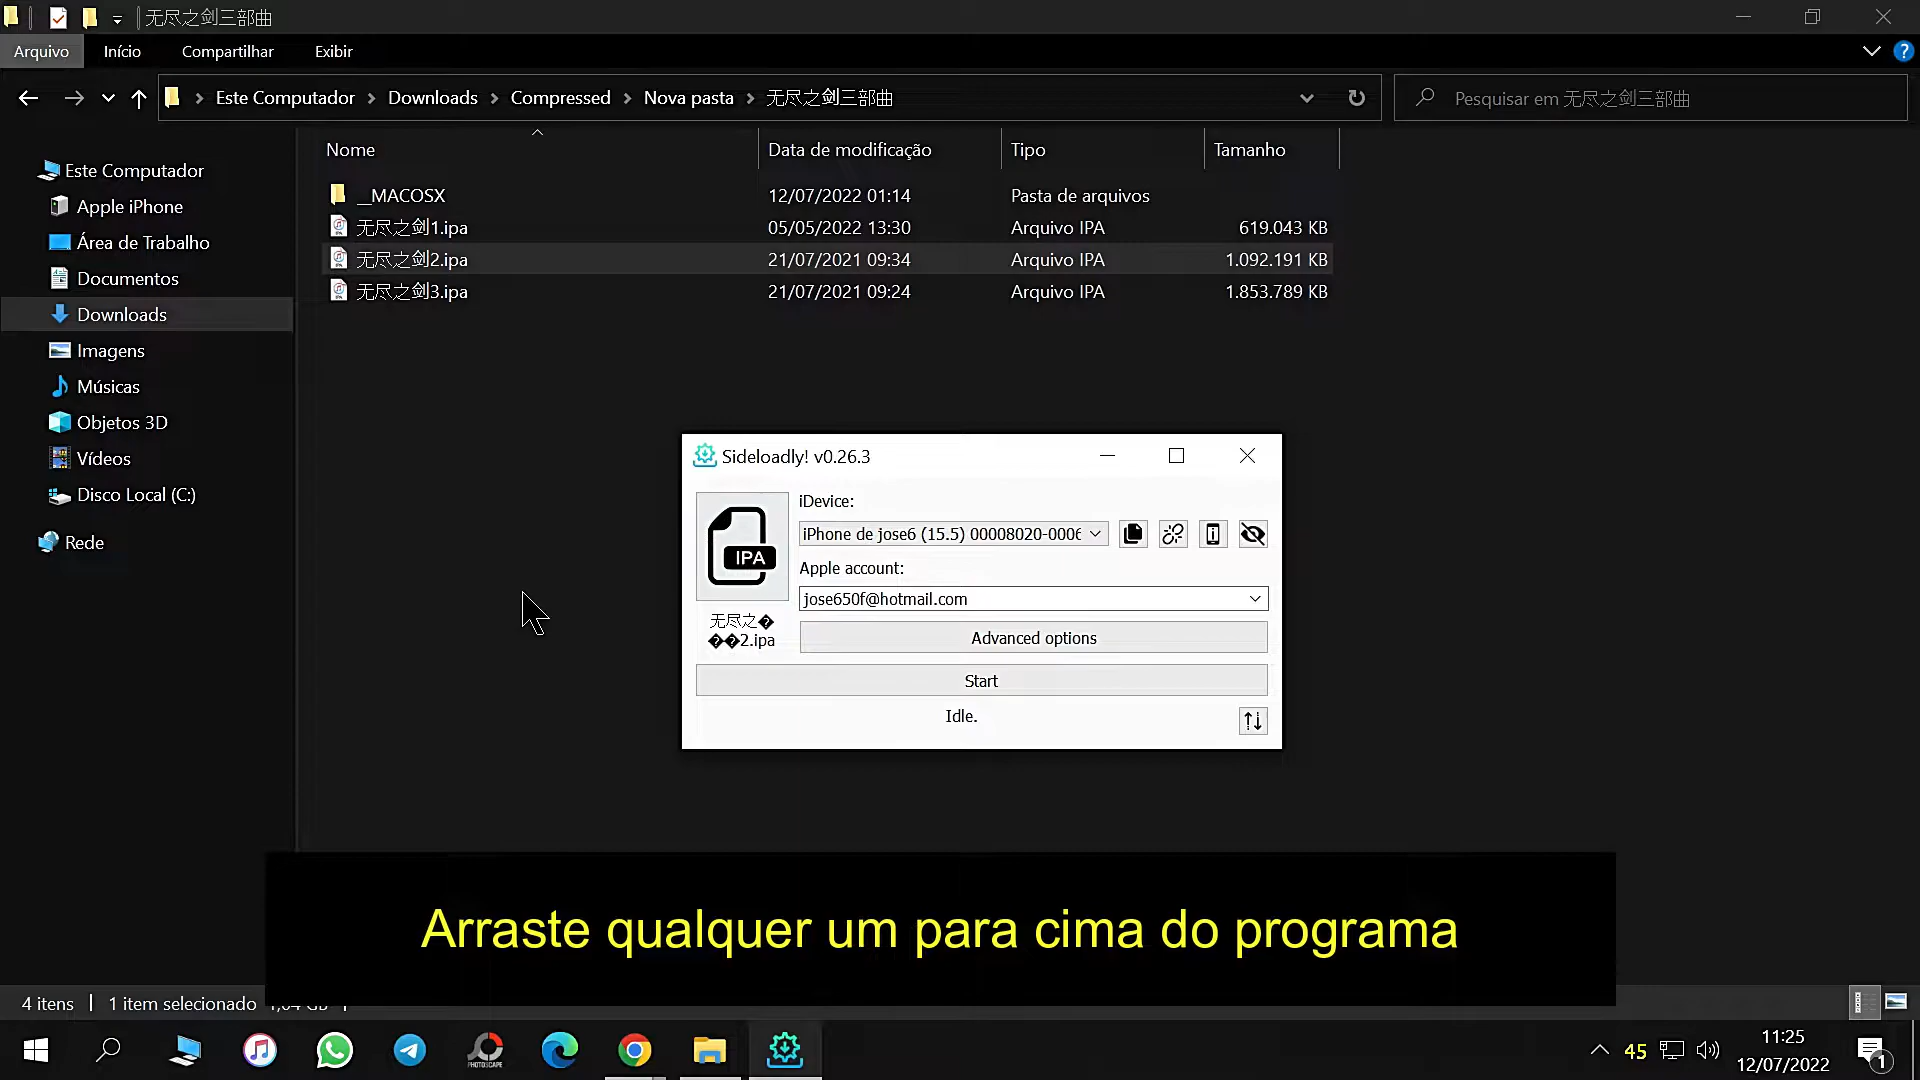 无尽之剑三部曲
Arquivo Início Compartilhar Exibir
Este Computador Downloads Compressed Nova pasta 无尽之剑三部曲
Pesquisar em 无尽之剑三部曲
Nome Data de modificação Tipo Tamanho
__MACOSX 12/07/2022 01:14 Pasta de arquivos
无尽之剑1.ipa 05/05/2022 13:30 Arquivo IPA 619.043 KB
无尽之剑2.ipa 21/07/2021 09:34 Arquivo IPA 1.092.191 KB
无尽之剑3.ipa 21/07/2021 09:24 Arquivo IPA 1.853.789 KB
Este Computador
Apple iPhone
Área de Trabalho
Documentos
Downloads
Imagens
Músicas
Objetos 3D
Vídeos
Disco Local (C:)
Rede
Sideloadly! v0.26.3
iDevice:
iPhone de jose6 (15.5) 00008020-0006
Apple account:
jose650f@hotmail.com
IPA
无尽之�
��2.ipa
Advanced options
Start
Idle.
Arraste qualquer um para cima do programa
4 itens 1 item selecionado
PHOTOSCAPE
45
11:25
12/07/2022
1